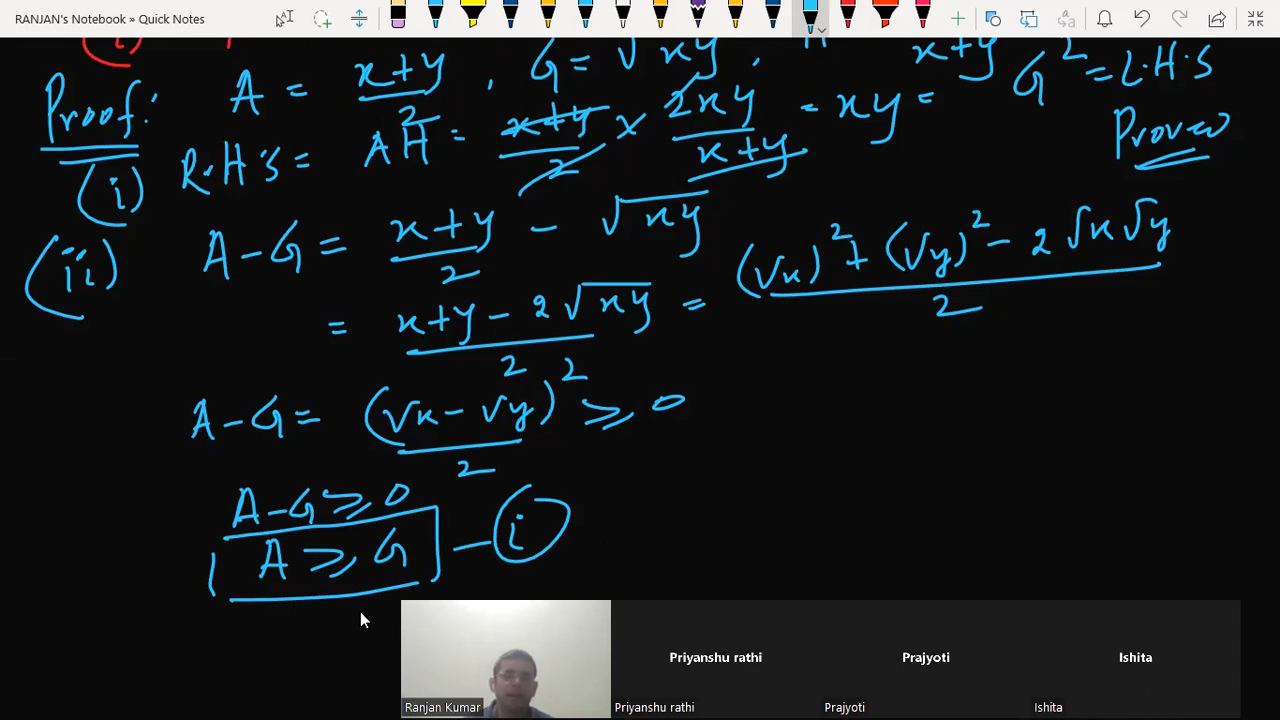 RANJAN's Notebook » Quick Notes
(i)
Proof: A = x+y/2 , G = √xy , H x+y G² = L.H.S
(i) R.H.S = AH = x+y/2 × 2xy/x+y = xy = Proved
(ii) A-G = x+y/2 - √xy
= x+y-2√xy/2 = (√x)²+(√y)²-2√x√y/2
A-G = (√x-√y)²/2 ≥ 0
A-G ≥ 0
A ≥ G - (i)
Priyanshu rathi Prajyoti Ishita
Ranjan Kumar Priyanshu rathi Prajyoti Ishita